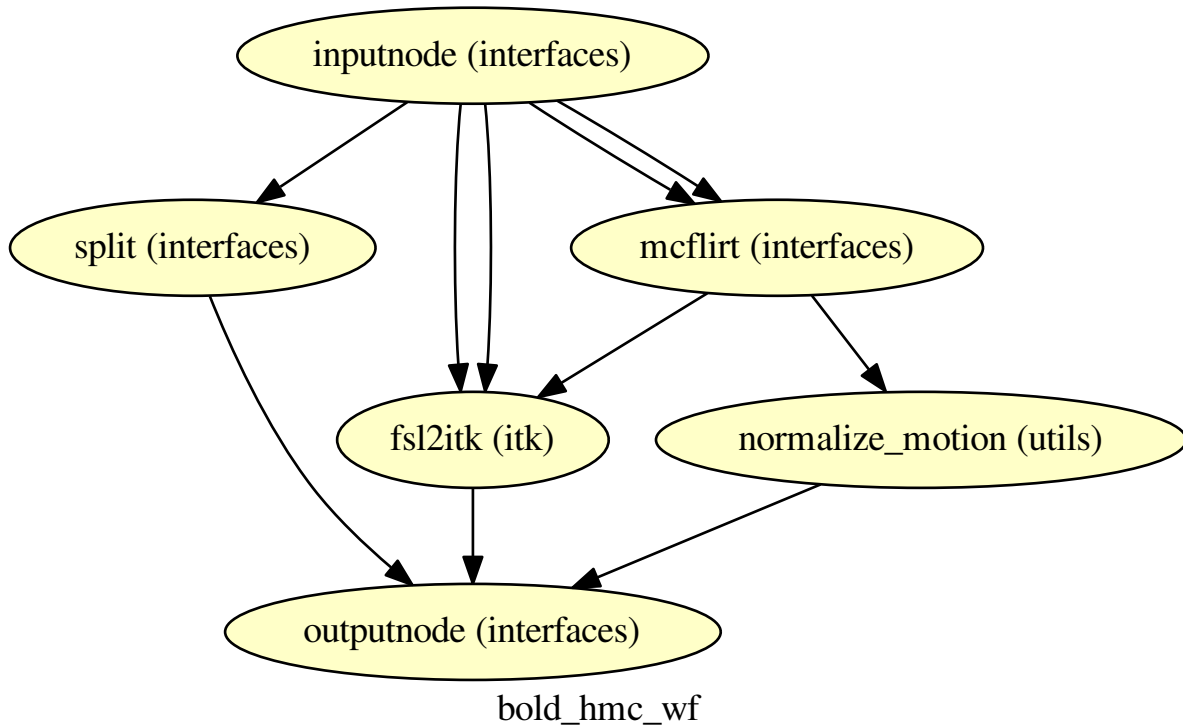 inputnode (interfaces)
split (interfaces)
mcflirt (interfaces)
fsl2itk (itk)
normalize_motion (utils)
outputnode (interfaces)
bold_hmc_wf